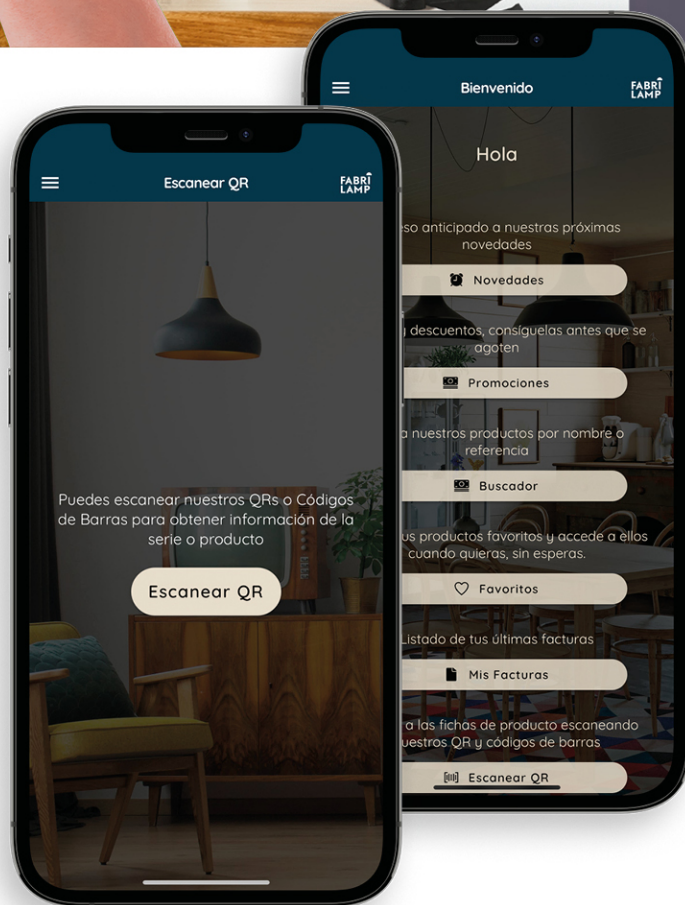 Escanear QR
FABRI
LAMP
Puedes escanear nuestros QRs o Códigos
de Barras para obtener información de la
serie o producto
Escanear QR
Bienvenido
FABRI
LAMP
Hola
anticipado a nuestras próximas
novedades
Novedades
y descuentos, consíguelas antes que se
agoten
Promociones
nuestros productos por nombre o
referencia
Buscador
productos favoritos y accede a ellos
cuando quieras, sin esperas.
Favoritos
Listado de tus últimas facturas
Mis Facturas
a las fichas de producto escaneando
QR y códigos de barras
Escanear QR